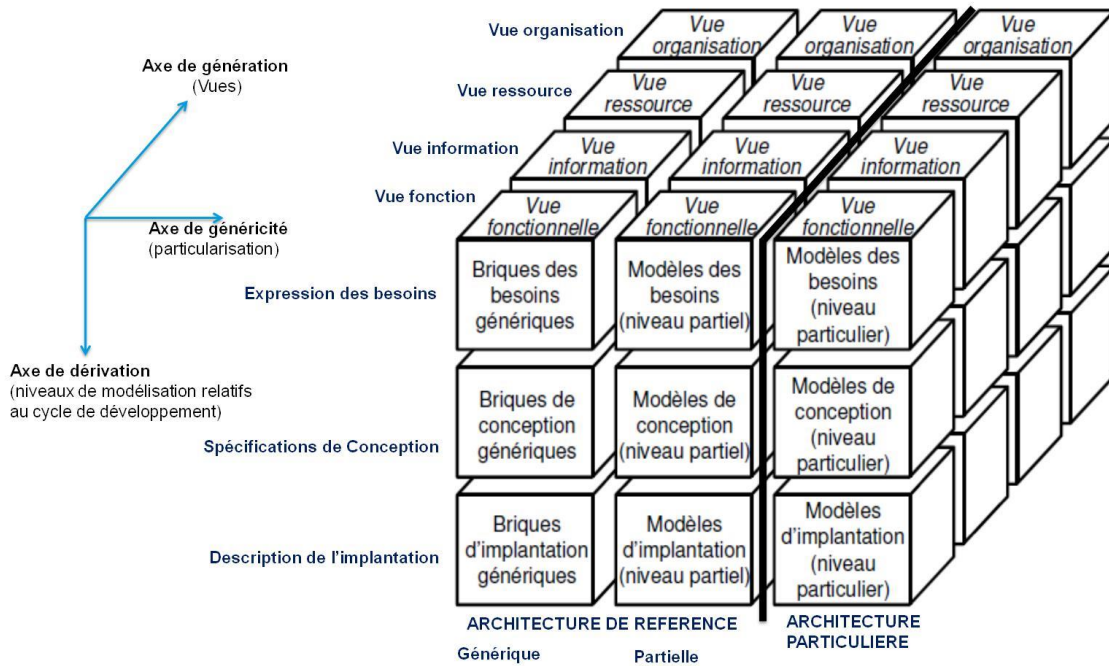 Axe de génération
(Vues)
Axe de généricité
(particularisation)
Axe de dérivation
(niveaux de modélisation relatifs
au cycle de développement)
Vue organisation
Vue ressource
Vue information
Vue fonction
Vue
organisation
Vue
organisation
Vue
organisation
Vue
ressource
Vue
ressource
Vue
ressource
Vue
information
Vue
information
Vue
information
Vue
fonctionnelle
Vue
fonctionnelle
Vue
fonctionnelle
Expression des besoins
Briques des
besoins
génériques
Modèles des
besoins
(niveau partiel)
Modèles des
besoins
(niveau
particulier)
Spécifications de Conception
Briques de
conception
génériques
Modèles de
conception
(niveau partiel)
Modèles de
conception
(niveau
particulier)
Description de l'implantation
Briques
d'implantation
génériques
Modèles
d'implantation
(niveau partiel)
Modèles
d'implantation
(niveau
particulier)
ARCHITECTURE DE REFERENCE
Générique
Partielle
ARCHITECTURE
PARTICULIERE